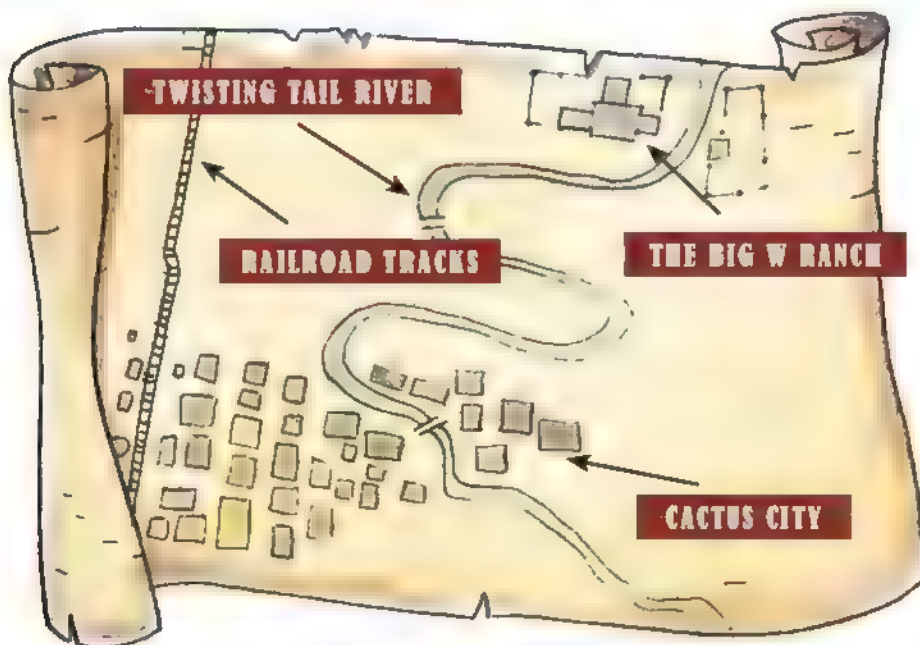 TWISTING TAIL RIVER
RAILROAD TRACKS
THE BIG W RANCH
CACTUS CITY